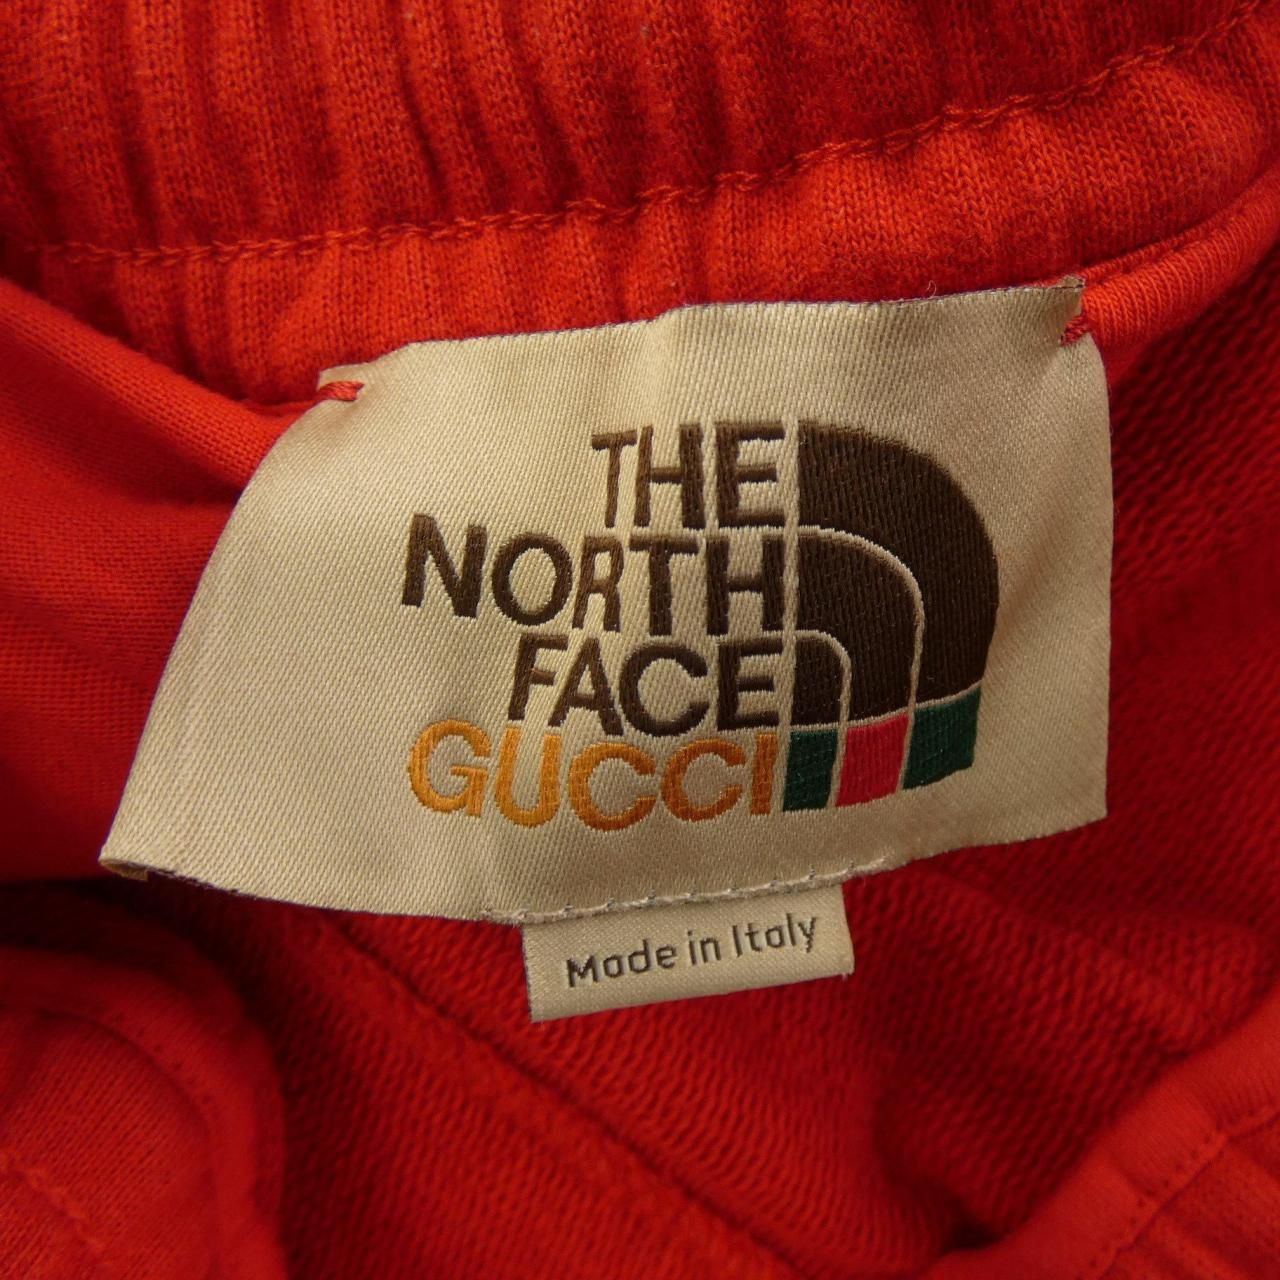 THE
NORTH
FACE
GUCCI
Made in Italy